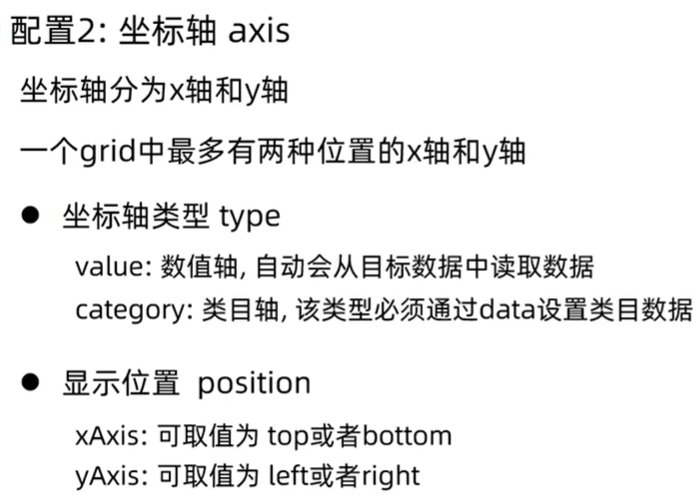 配置2: 坐标轴 axis
坐标轴分为x轴和y轴
一个grid中最多有两种位置的x轴和y轴
● 坐标轴类型 type
value: 数值轴, 自动会从目标数据中读取数据
category: 类目轴, 该类型必须通过data设置类目数据
● 显示位置 position
xAxis: 可取值为 top或者bottom
yAxis: 可取值为 left或者right